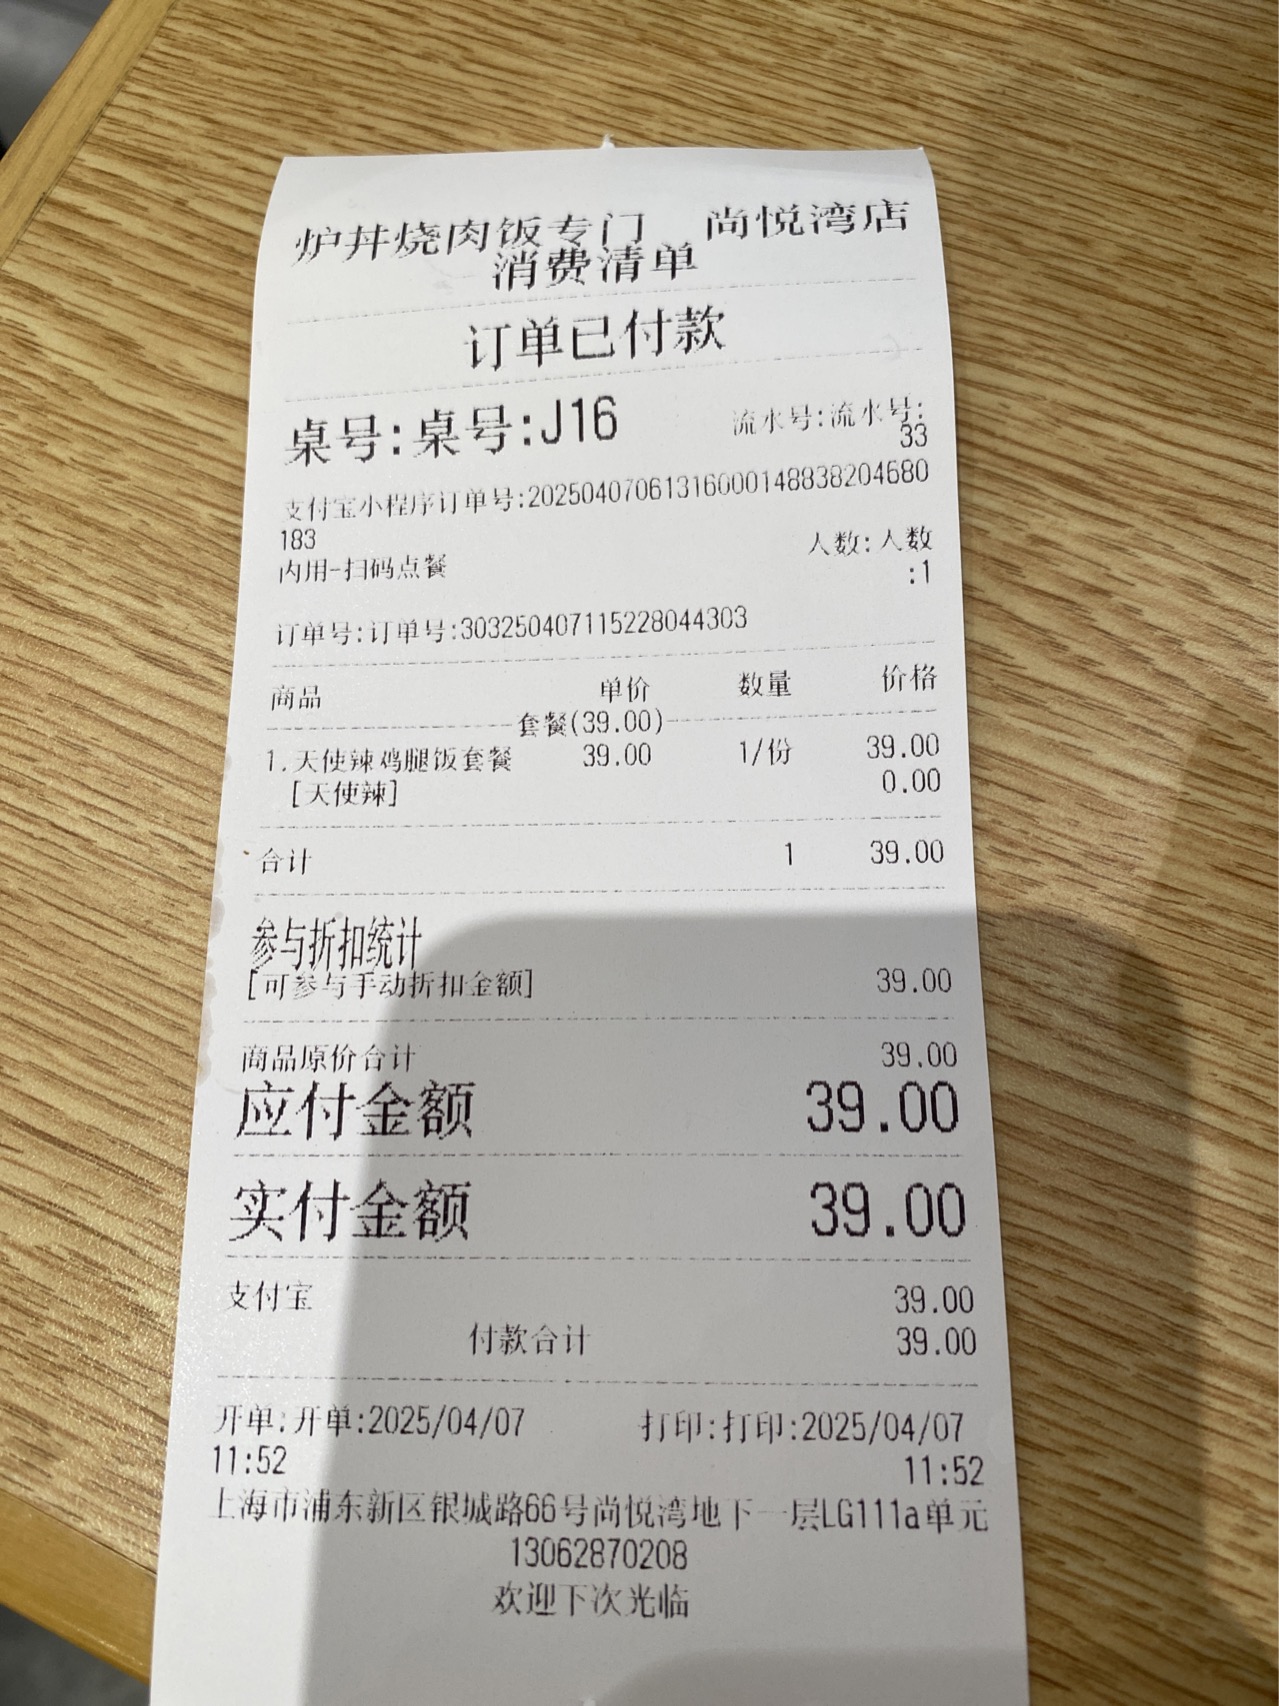 炉丼烧肉饭专门 尚悦湾店
消费清单
订单已付款
桌号:桌号:J16 流水号:流水号:
33
支付宝小程序订单号:20250407061316000148838204680
183
内用-扫码点餐 人数:人数
:1
订单号:订单号:303250407115228044303
商品 单价 数量 价格
套餐(39.00)
1.天使辣鸡腿饭套餐 39.00 1/份 39.00
[天使辣] 0.00
合计 1 39.00
参与折扣统计
[可参与手动折扣金额] 39.00
商品原价合计 39.00
应付金额 39.00
实付金额 39.00
支付宝 39.00
付款合计 39.00
开单:开单:2025/04/07 打印:打印:2025/04/07
11:52 11:52
上海市浦东新区银城路66号尚悦湾地下一层LG111a单元
13062870208
欢迎下次光临